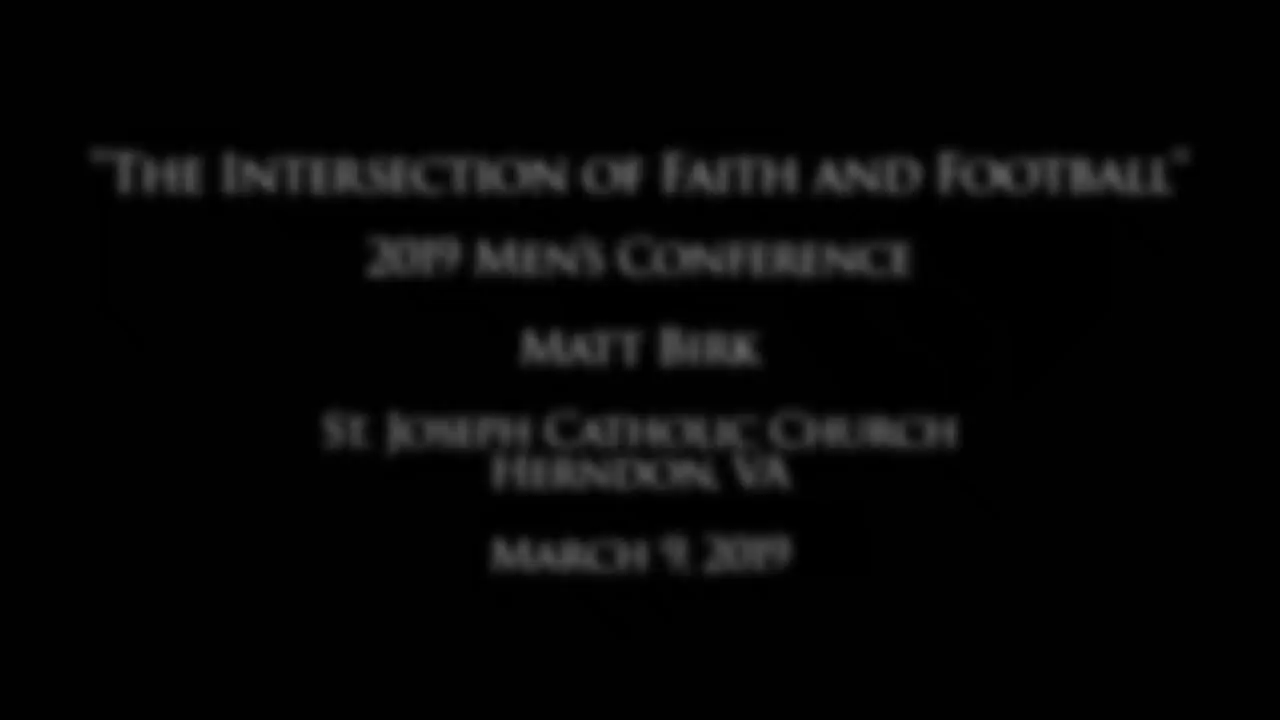 "The Intersection of Faith and Football"
2019 Men's Conference
Matt Birk
St. Joseph Catholic Church
Herndon, VA
March 9, 2019